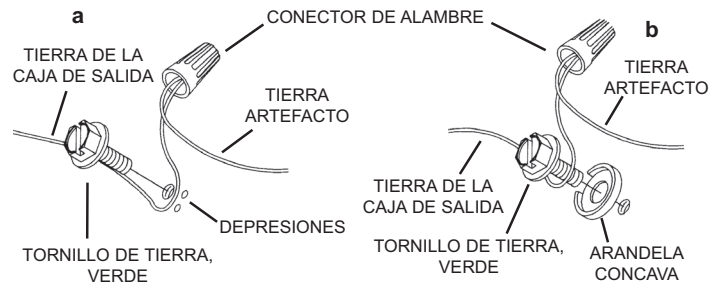 a
CONECTOR DE ALAMBRE
b
TIERRA DE LA
CAJA DE SALIDA
TIERRA
ARTEFACTO
DEPRESIONES
TORNILLO DE TIERRA,
VERDE
TIERRA
ARTEFACTO
TIERRA DE LA
CAJA DE SALIDA
TORNILLO DE TIERRA,
VERDE
ARANDELA
CONCAVA